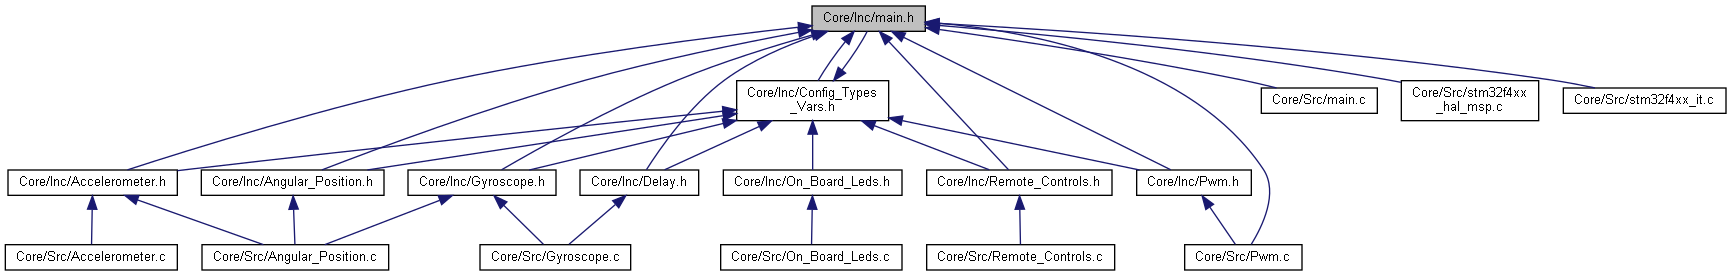 Core/Inc/main.h
Core/Inc/Config_Types
_Vars.h
Core/Src/main.c
Core/Src/stm32f4xx
_hal_msp.c
Core/Src/stm32f4xx_it.c
Core/Inc/Accelerometer.h
Core/Inc/Angular_Position.h
Core/Inc/Gyroscope.h
Core/Inc/Delay.h
Core/Inc/On_Board_Leds.h
Core/Inc/Remote_Controls.h
Core/Inc/Pwm.h
Core/Src/Accelerometer.c
Core/Src/Angular_Position.c
Core/Src/Gyroscope.c
Core/Src/On_Board_Leds.c
Core/Src/Remote_Controls.c
Core/Src/Pwm.c